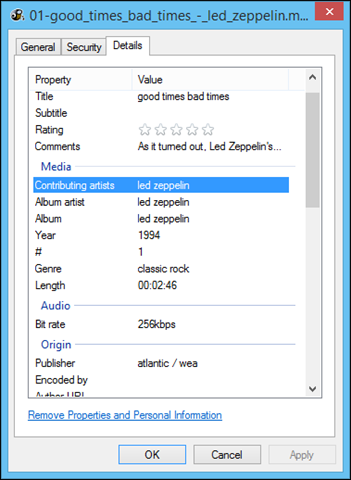 01-good_times_bad_times_-_led_zeppelin.m...
General Security Details
Property Value
Title good times bad times
Subtitle
Rating
Comments As it turned out, Led Zeppelin's...
Media
Contributing artists led zeppelin
Album artist led zeppelin
Album led zeppelin
Year 1994
# 1
Genre classic rock
Length 00:02:46
Audio
Bit rate 256kbps
Origin
Publisher atlantic / wea
Encoded by
Author URL
Remove Properties and Personal Information
OK Cancel Apply